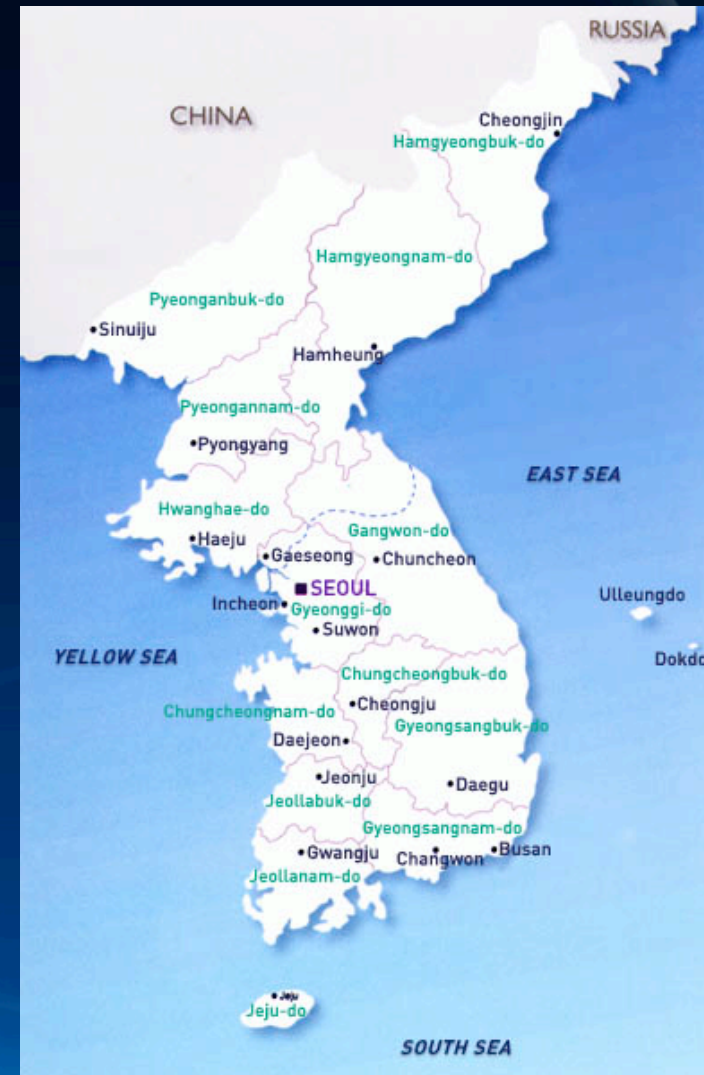 RUSSIA
CHINA
Cheongjin
Hamgyeongbuk-do
Hamgyeongnam-do
Pyeonganbuk-do
Sinuiju
Hamheung
Pyeongannam-do
Pyongyang
EAST SEA
Hwanghae-do
Gangwon-do
Haeju
Gaeseong
Chuncheon
SEOUL
Ulleungdo
Incheon
Gyeonggi-do
Suwon
YELLOW SEA
Dokdo
Chungcheongbuk-do
Cheongju
Chungcheongnam-do
Gyeongsangbuk-do
Daejeon
Jeonju
Daegu
Jeollabuk-do
Gyeongsangnam-do
Gwangju
Changwon
Busan
Jeollanam-do
Jeju
Jeju-do
SOUTH SEA